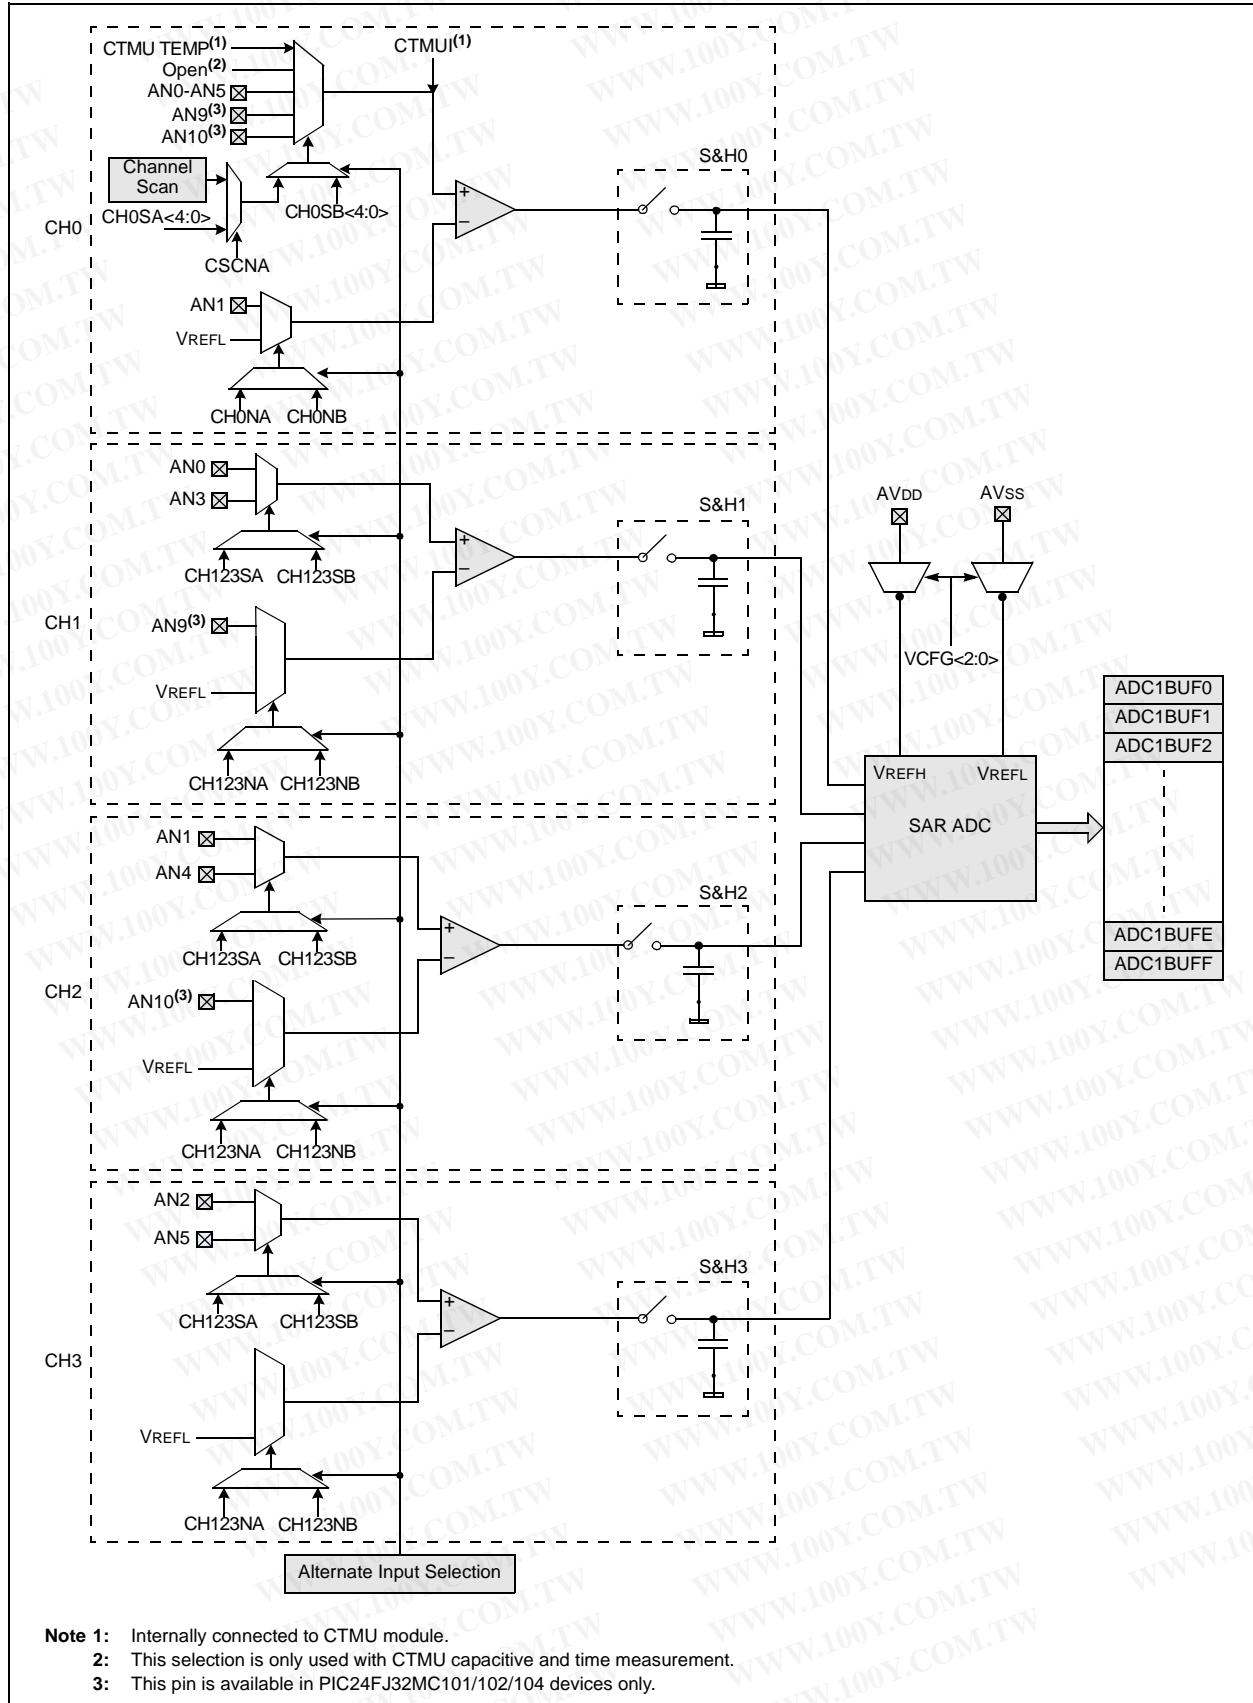 CTMU TEMP(1)
CTMUI(1)
Open(2)
AN0-AN5
AN9(3)
AN10(3)
Channel
Scan
S&H0
CH0SA<4:0>
CH0SB<4:0>
CH0
+
–
CSCNA
AN1
VREFL
CH0NA CH0NB
AN0
AN3
S&H1
AVDD AVSS
+
–
CH123SA CH123SB
CH1
AN9(3)
VCFG<2:0>
VREFL
CH123NA CH123NB
ADC1BUF0
ADC1BUF1
ADC1BUF2
VREFH VREFL
SAR ADC
AN1
AN4
S&H2
+
–
CH123SA CH123SB
ADC1BUFE
ADC1BUFF
CH2
AN10(3)
VREFL
CH123NA CH123NB
AN2
AN5
S&H3
+
–
CH123SA CH123SB
CH3
VREFL
CH123NA CH123NB
Alternate Input Selection
Note 1: Internally connected to CTMU module.
2: This selection is only used with CTMU capacitive and time measurement.
3: This pin is available in PIC24FJ32MC101/102/104 devices only.
WWW.100Y.COM.TW